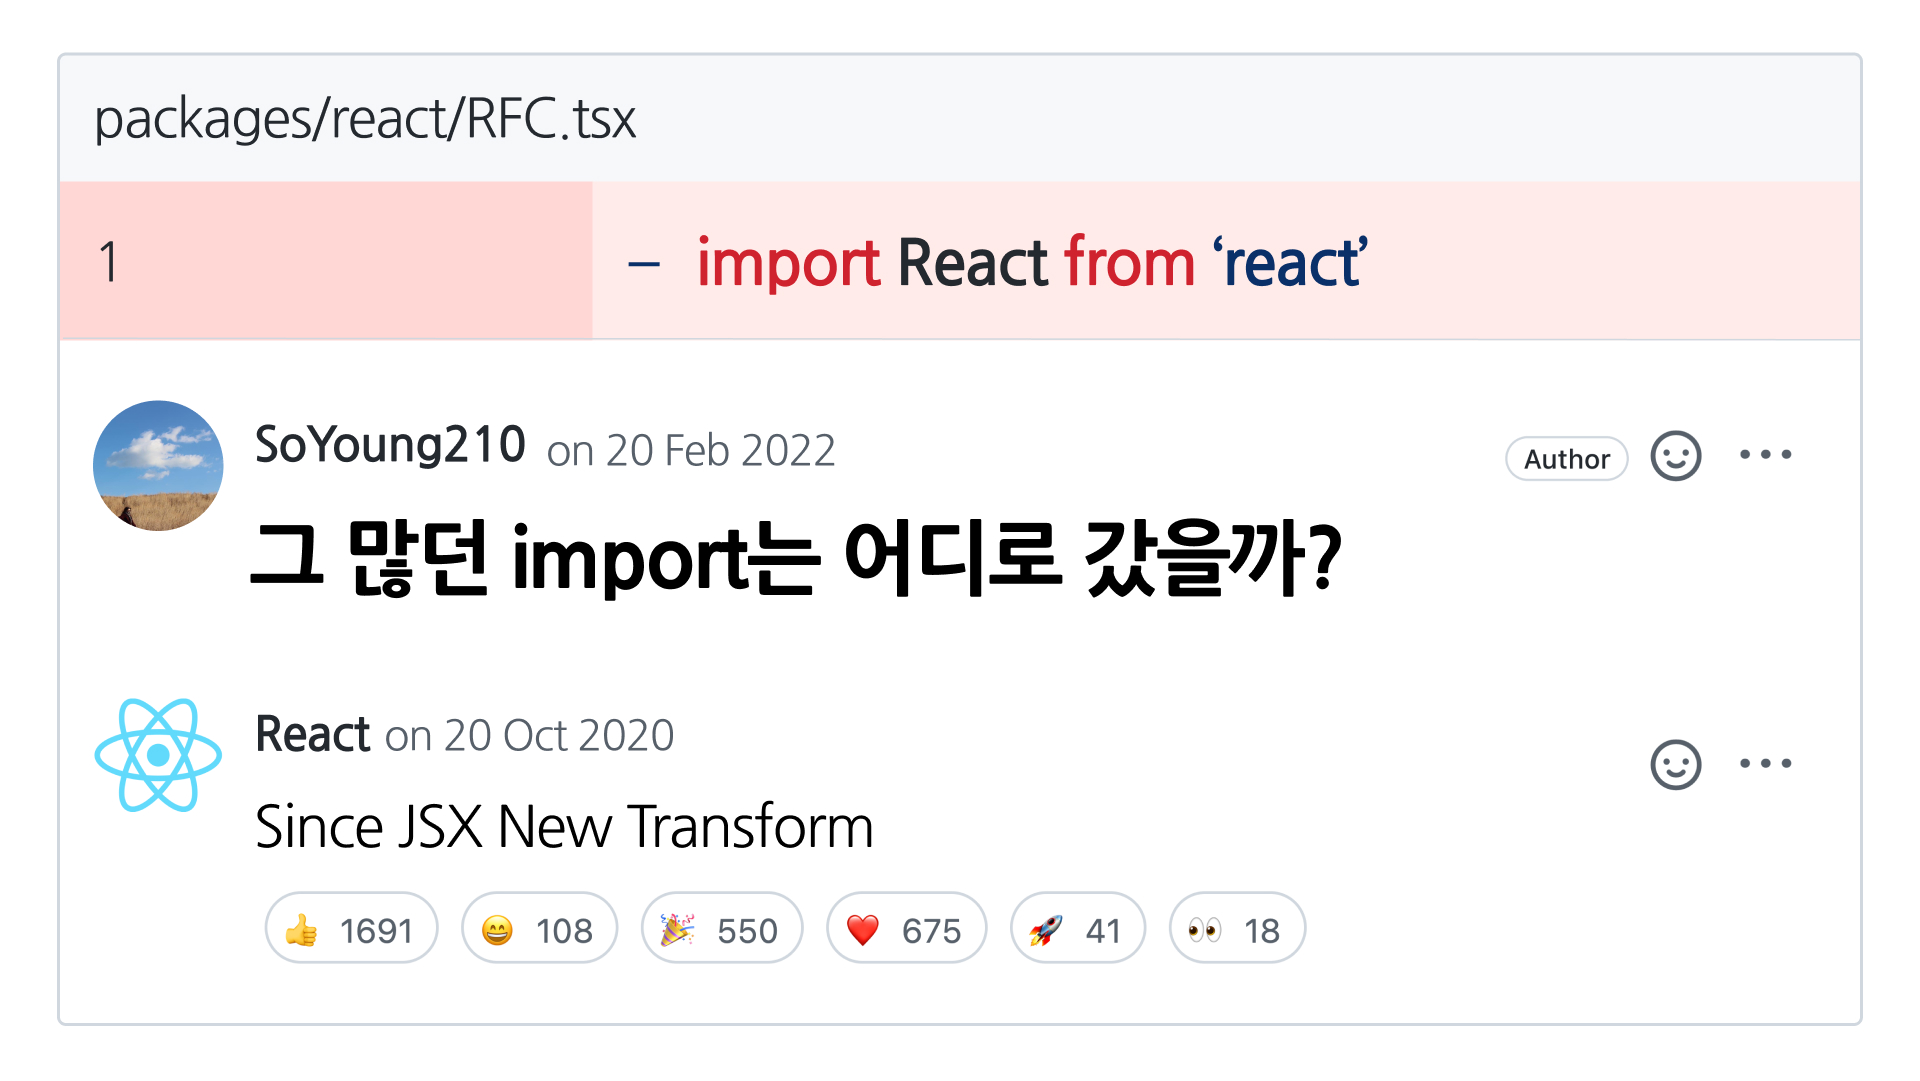 packages/react/RFC.tsx
1 – import React from ‘react’
SoYoung210 on 20 Feb 2022 Author
그 많던 import는 어디로 갔을까?
React on 20 Oct 2020
Since JSX New Transform
👍 1691 😄 108 🎉 550 ❤️ 675 🚀 41 👀 18